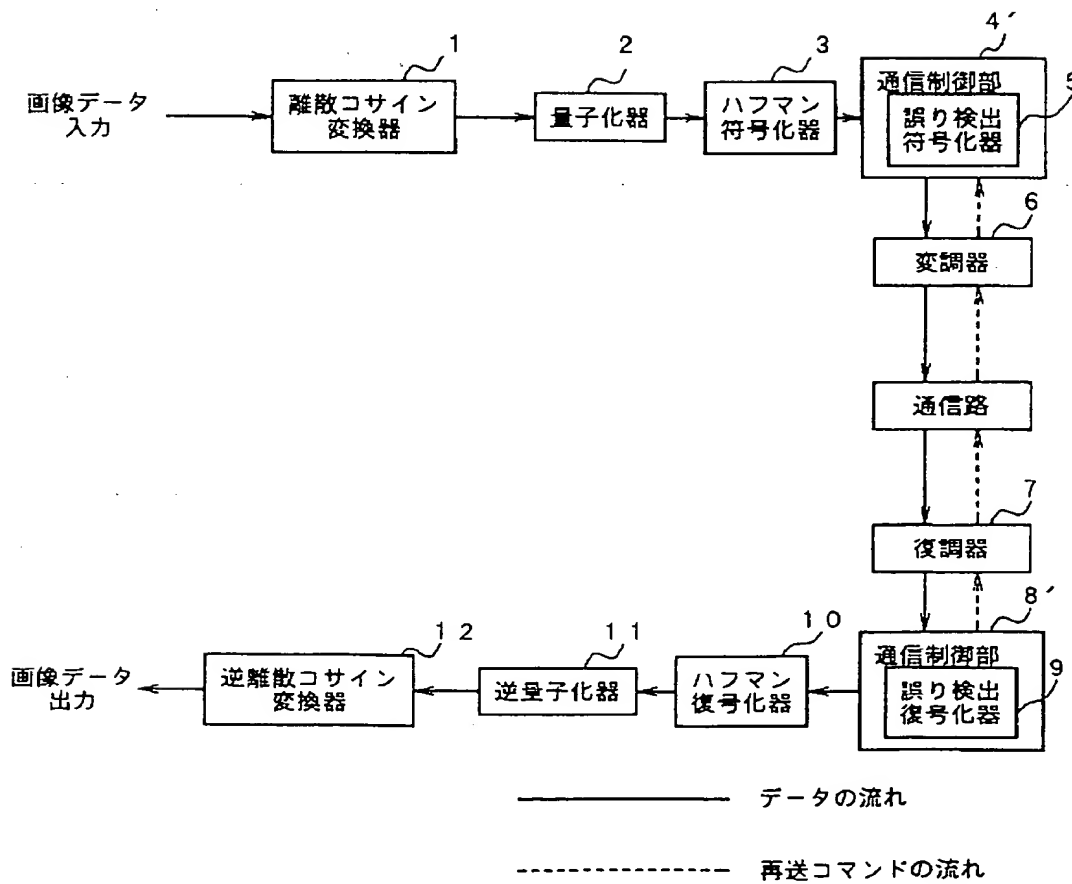 1
2
3
4′
画像データ
入力
離散コサイン
変換器
量子化器
ハフマン
符号化器
通信制御部
5
誤り検出
符号化器
6
変調器
通信路
7
復調器
8′
画像データ
出力
12
逆離散コサイン
変換器
11
逆量子化器
10
ハフマン
復号化器
通信制御部
9
誤り検出
復号化器
データの流れ
再送コマンドの流れ